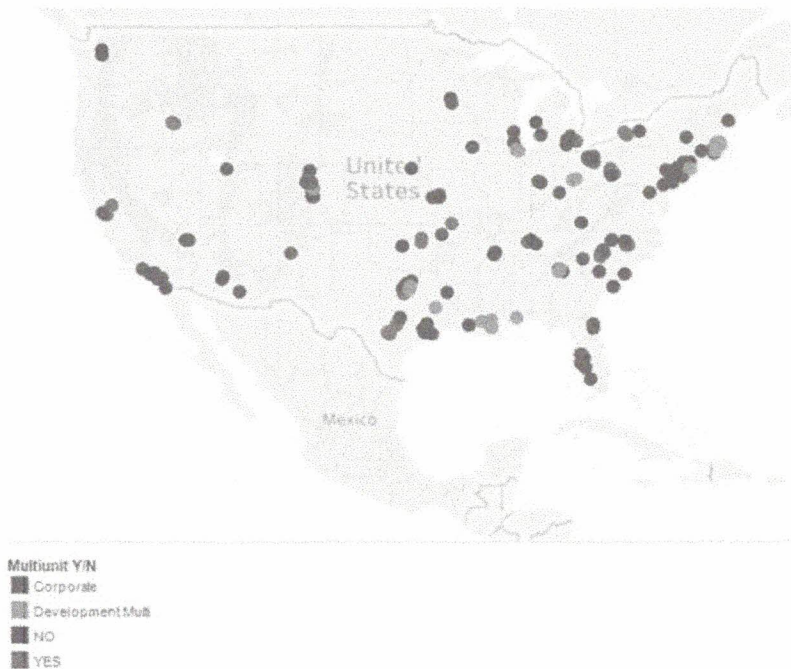 United
States
Mexico
Multiunit Y/N
Corporate
Development Multi
NO
YES